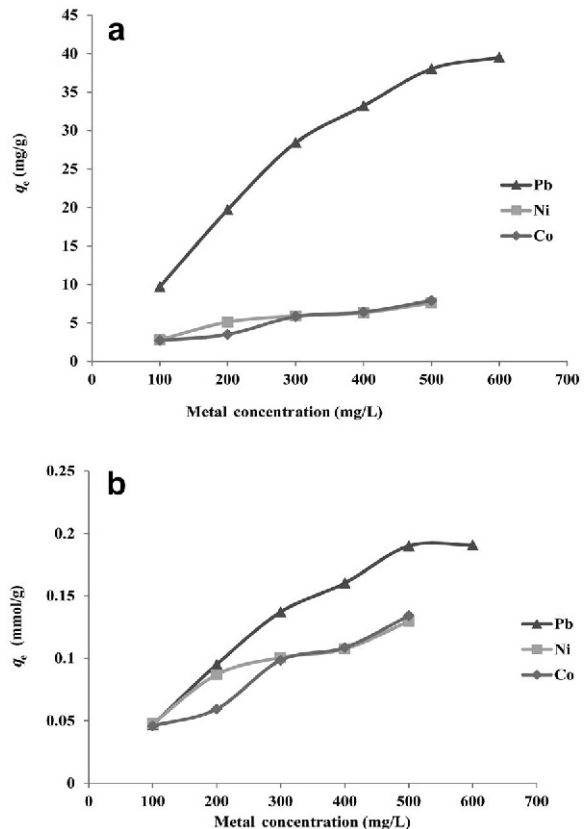 a
45
40
35
30
25
20
15
10
5
0
qe (mg/g)
Pb
Ni
Co
0 100 200 300 400 500 600 700
Metal concentration (mg/L)
b
0.25
0.2
0.15
0.1
0.05
0
qe (mmol/g)
Pb
Ni
Co
0 100 200 300 400 500 600 700
Metal concentration (mg/L)